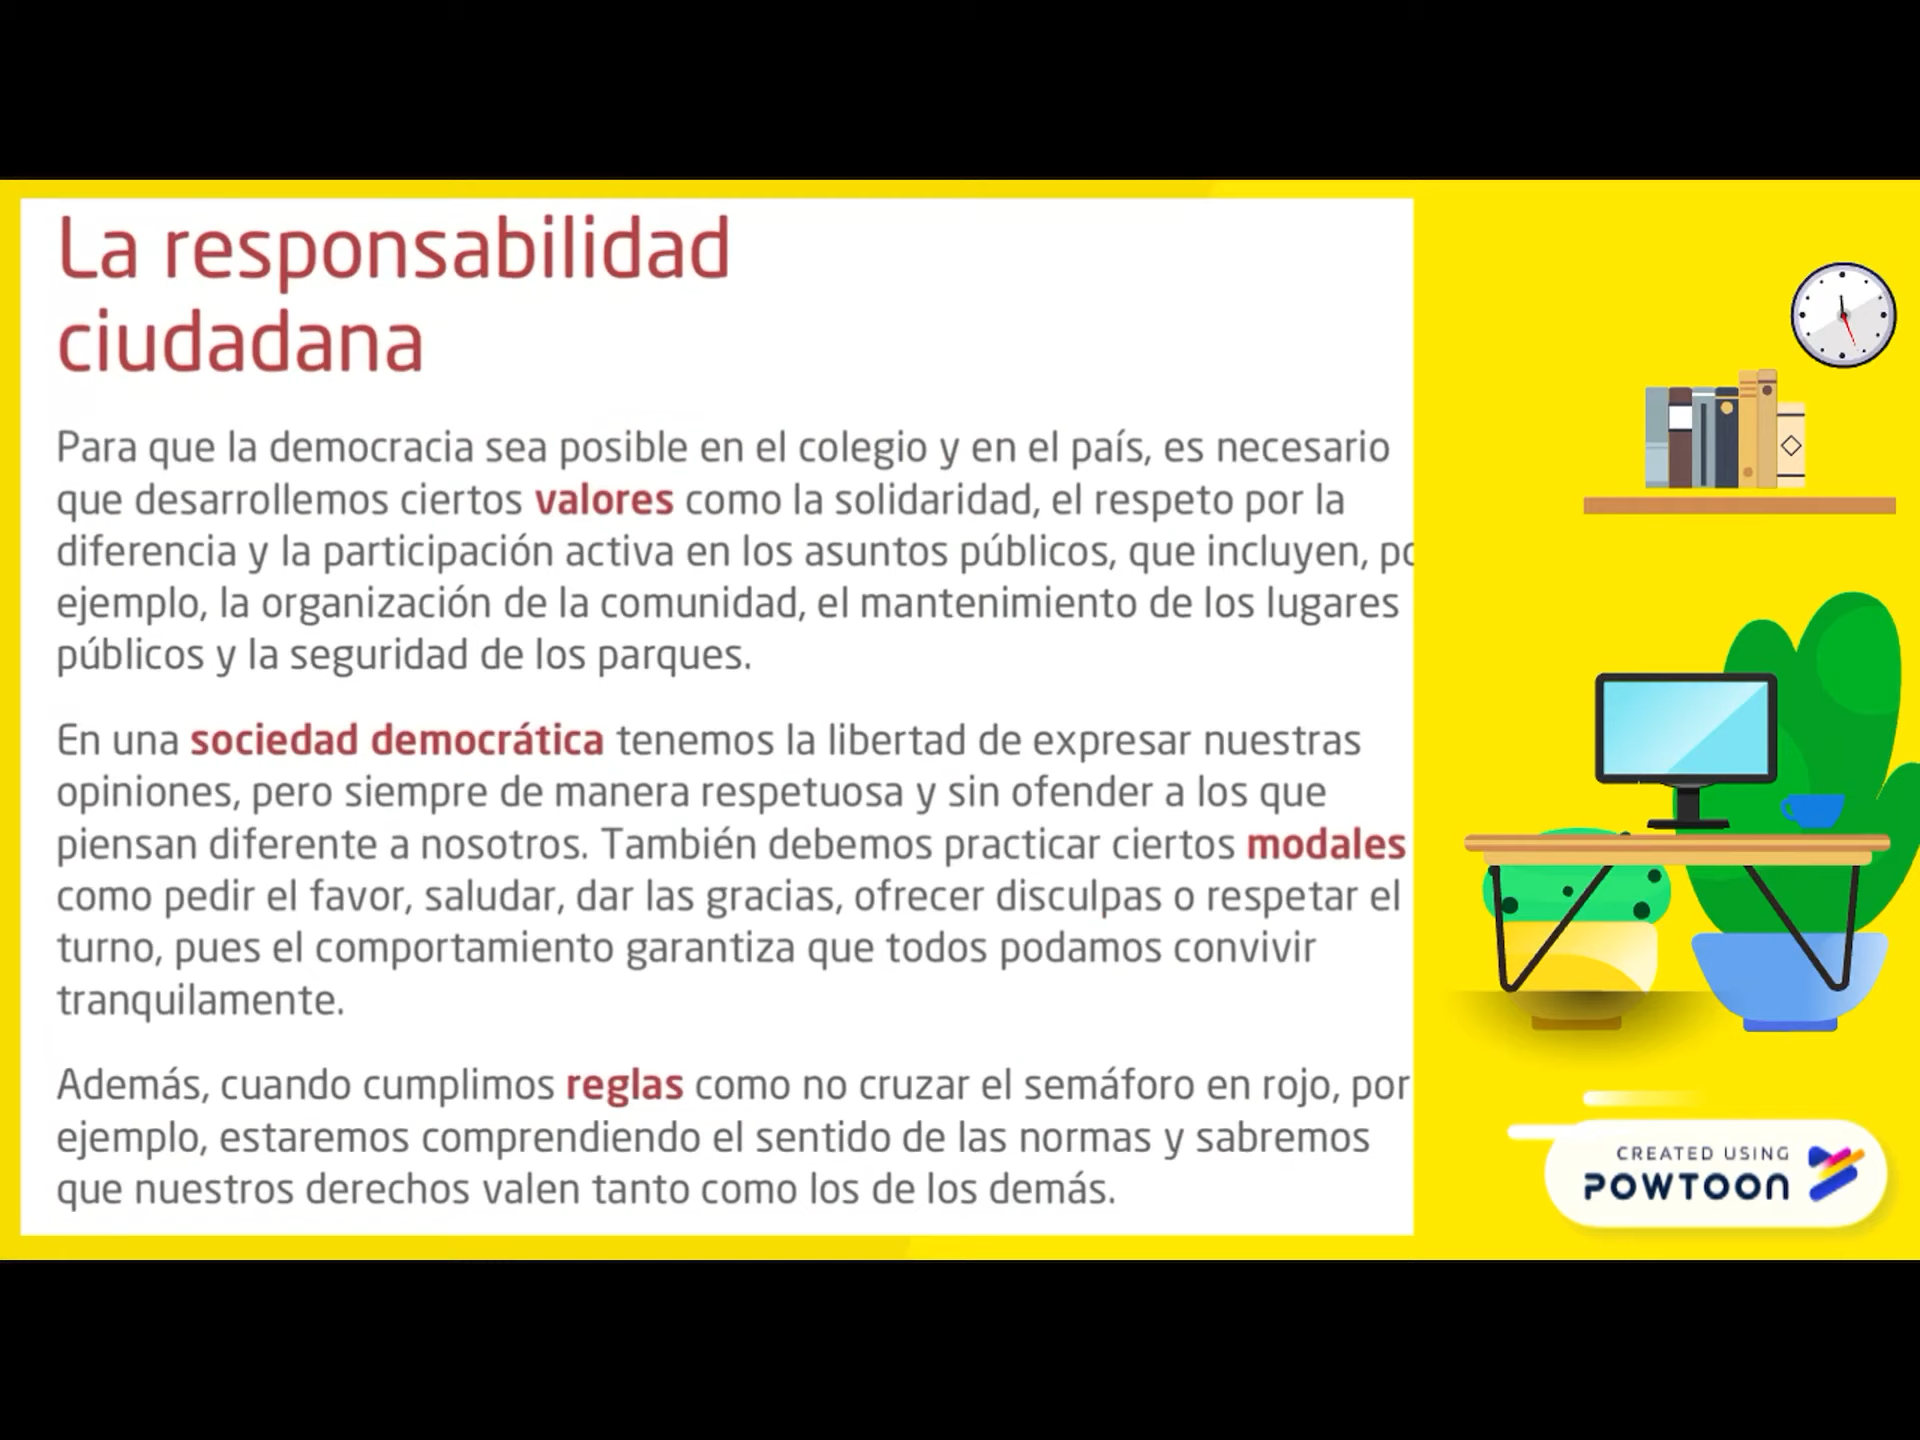 La responsabilidad
ciudadana
Para que la democracia sea posible en el colegio y en el país, es necesario
que desarrollemos ciertos valores como la solidaridad, el respeto por la
diferencia y la participación activa en los asuntos públicos, que incluyen,
ejemplo, la organización de la comunidad, el mantenimiento de los lugares
públicos y la seguridad de los parques.
En una sociedad democrática tenemos la libertad de expresar nuestras
opiniones, pero siempre de manera respetuosa y sin ofender a los que
piensan diferente a nosotros. También debemos practicar ciertos modales
como pedir el favor, saludar, dar las gracias, ofrecer disculpas o respetar el
turno, pues el comportamiento garantiza que todos podamos convivir
tranquilamente.
Además, cuando cumplimos reglas como no cruzar el semáforo en rojo, por
ejemplo, estaremos comprendiendo el sentido de las normas y sabremos
que nuestros derechos valen tanto como los de los demás.
CREATED USING
POWTOON